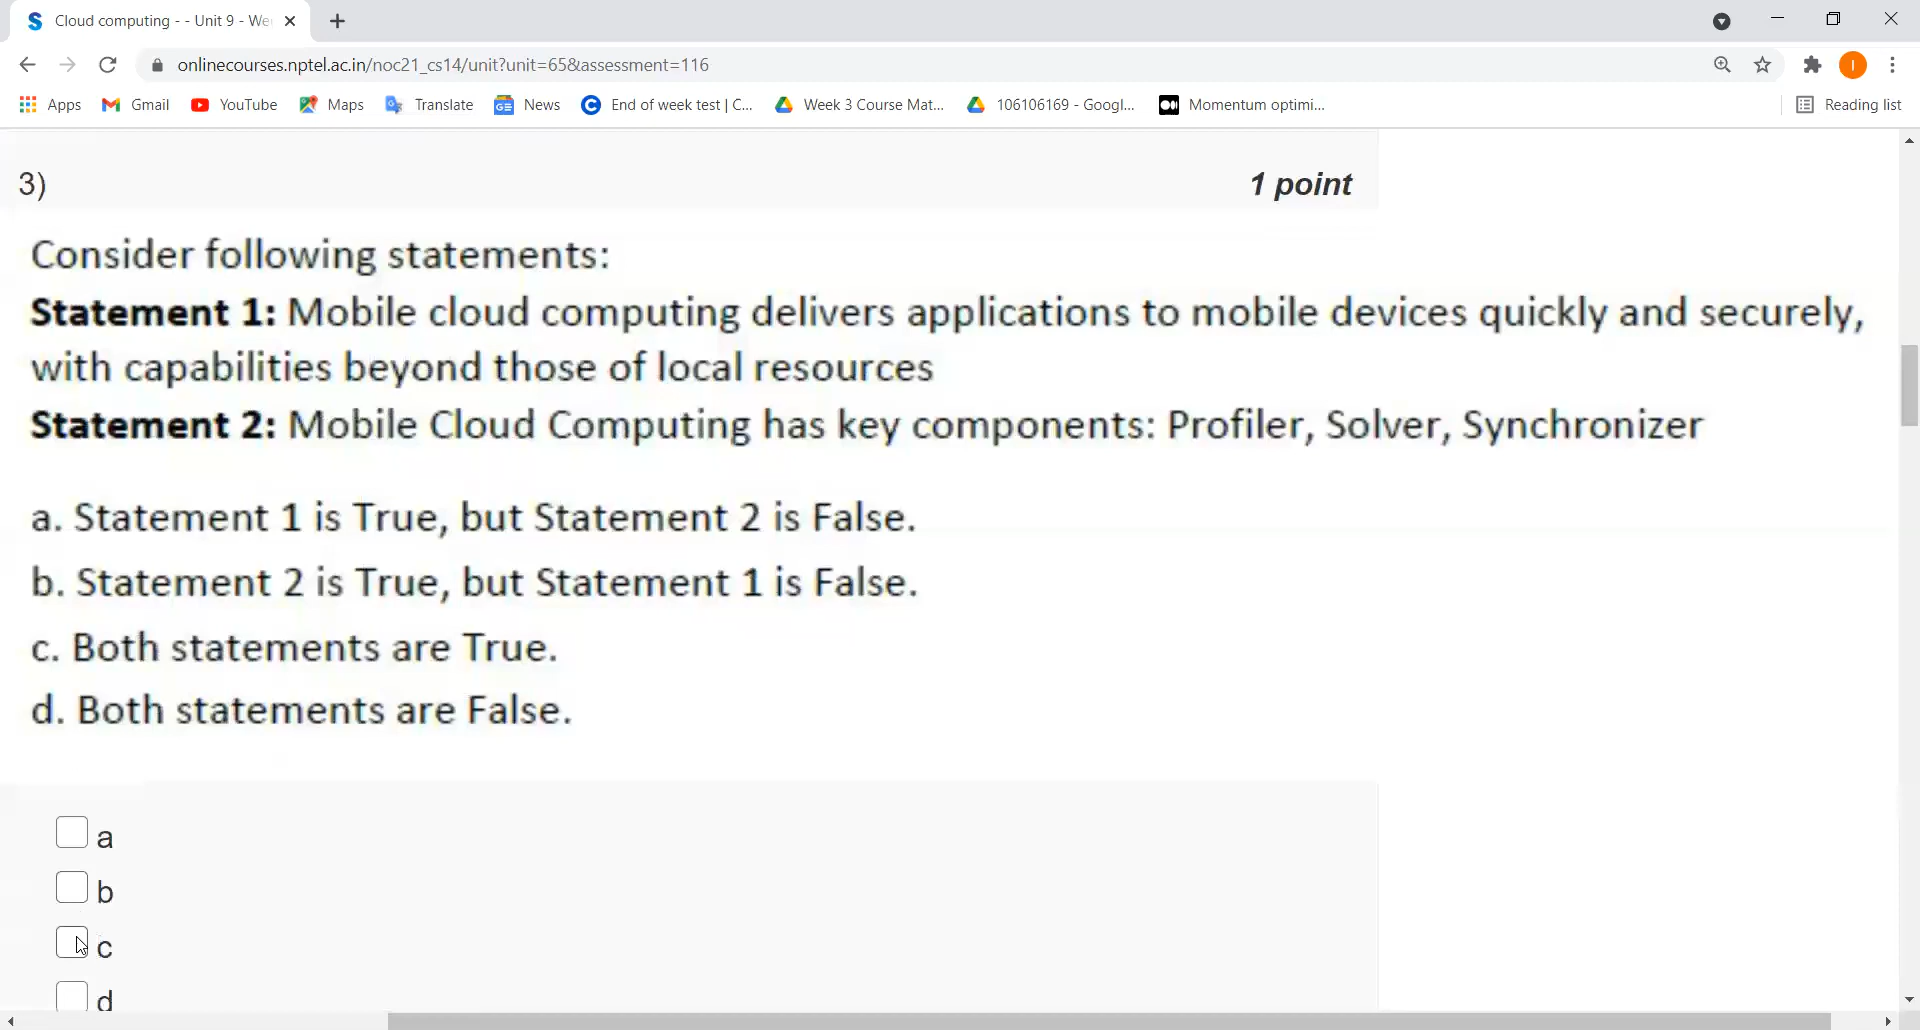 Cloud computing - - Unit 9 - We
onlinecourses.nptel.ac.in/noc21_cs14/unit?unit=65&assessment=116
I
Apps Gmail YouTube Maps Translate News End of week test | C... Week 3 Course Mat... 106106169 - Googl... Momentum optimi... Reading list
3) 1 point
Consider following statements:
Statement 1: Mobile cloud computing delivers applications to mobile devices quickly and securely,
with capabilities beyond those of local resources
Statement 2: Mobile Cloud Computing has key components: Profiler, Solver, Synchronizer
a. Statement 1 is True, but Statement 2 is False.
b. Statement 2 is True, but Statement 1 is False.
c. Both statements are True.
d. Both statements are False.
a
b
c
d